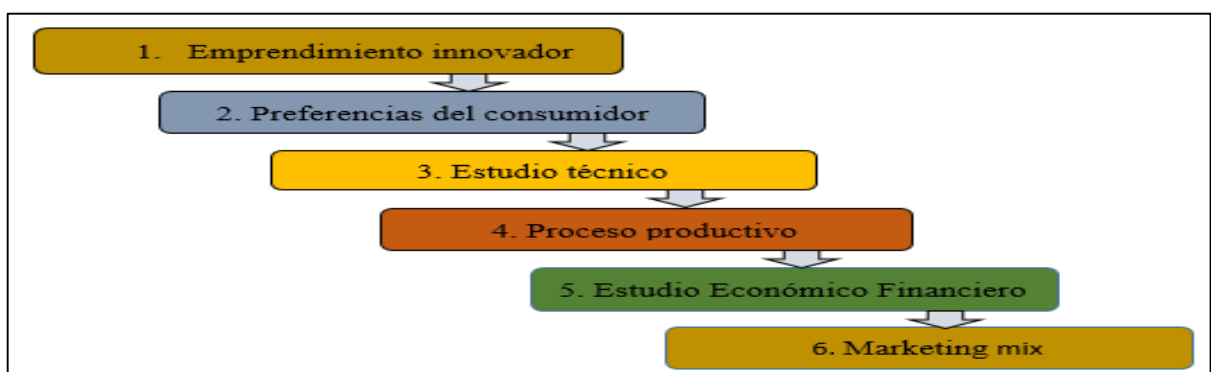 1. Emprendimiento innovador
2. Preferencias del consumidor
3. Estudio técnico
4. Proceso productivo
5. Estudio Económico Financiero
6. Marketing mix